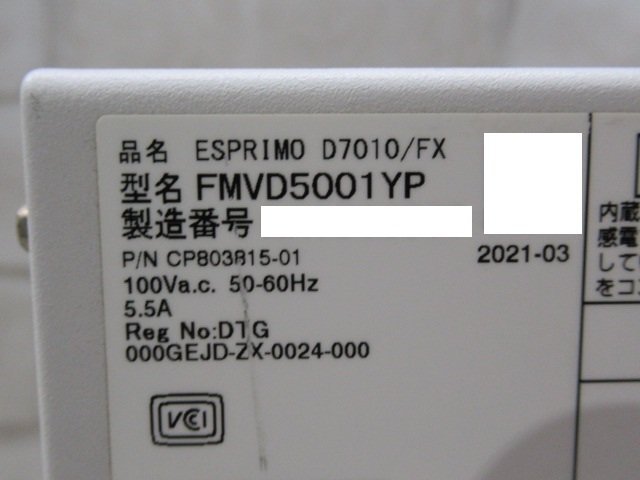 品名 ESPRIMO D7010/FX
型名 FMVD5001YP
製造番号
P/N CP803815-01
2021-03
100Va.c. 50-60Hz
5.5A
Reg No:DTG
000GEJD-ZX-0024-000
VCI
内蔵
感電
して
をコン